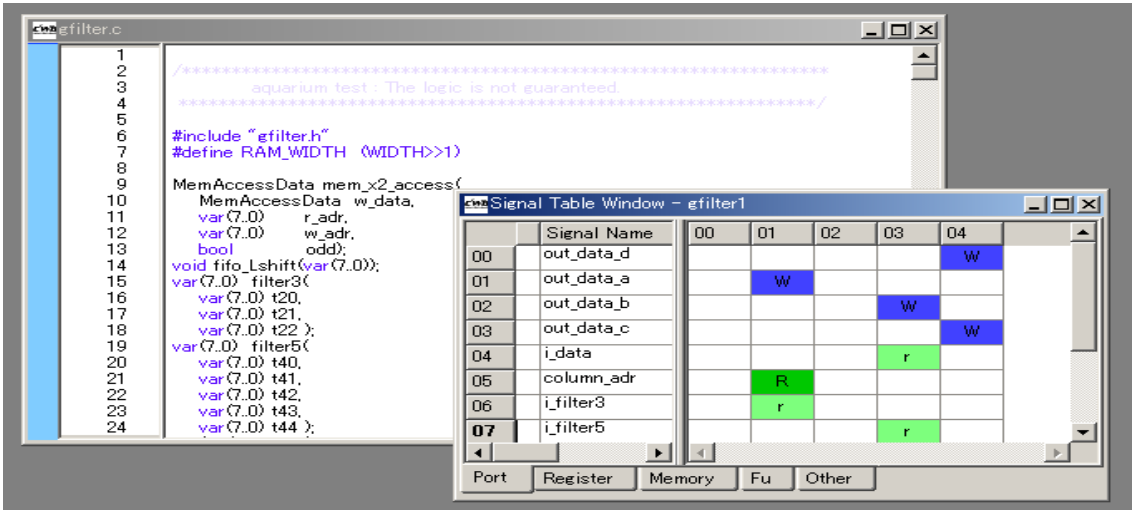 CWB gfilter.c
1
2 /*****************************************************************
3 aquarium test : The logic is not guaranteed.
4 *****************************************************************/
5
6 #include "gfilter.h"
7 #define RAM_WIDTH (WIDTH>>1)
8
9 MemAccessData mem_x2_access(
10 MemAccessData w_data,
11 var(7..0) r_adr,
12 var(7..0) w_adr,
13 bool odd);
14 void fifo_Lshift(var(7..0));
15 var(7..0) filter3(
16 var(7..0) t20,
17 var(7..0) t21,
18 var(7..0) t22 );
19 var(7..0) filter5(
20 var(7..0) t40,
21 var(7..0) t41,
22 var(7..0) t42,
23 var(7..0) t43,
24 var(7..0) t44 );
CWB Signal Table Window - gfilter1
Signal Name 00 01 02 03 04
00 out_data_d W
01 out_data_a W
02 out_data_b W
03 out_data_c W
04 i_data r
05 column_adr R
06 i_filter3 r
07 i_filter5 r
Port Register Memory Fu Other